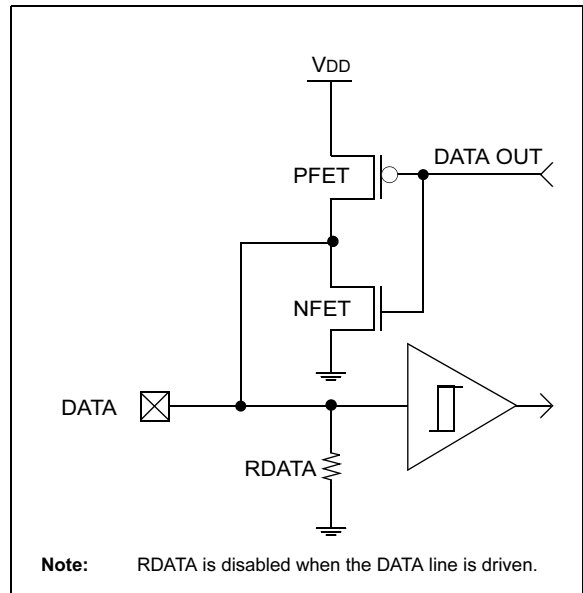 VDD
DATA OUT
PFET
NFET
DATA
RDATA
Note: RDATA is disabled when the DATA line is driven.